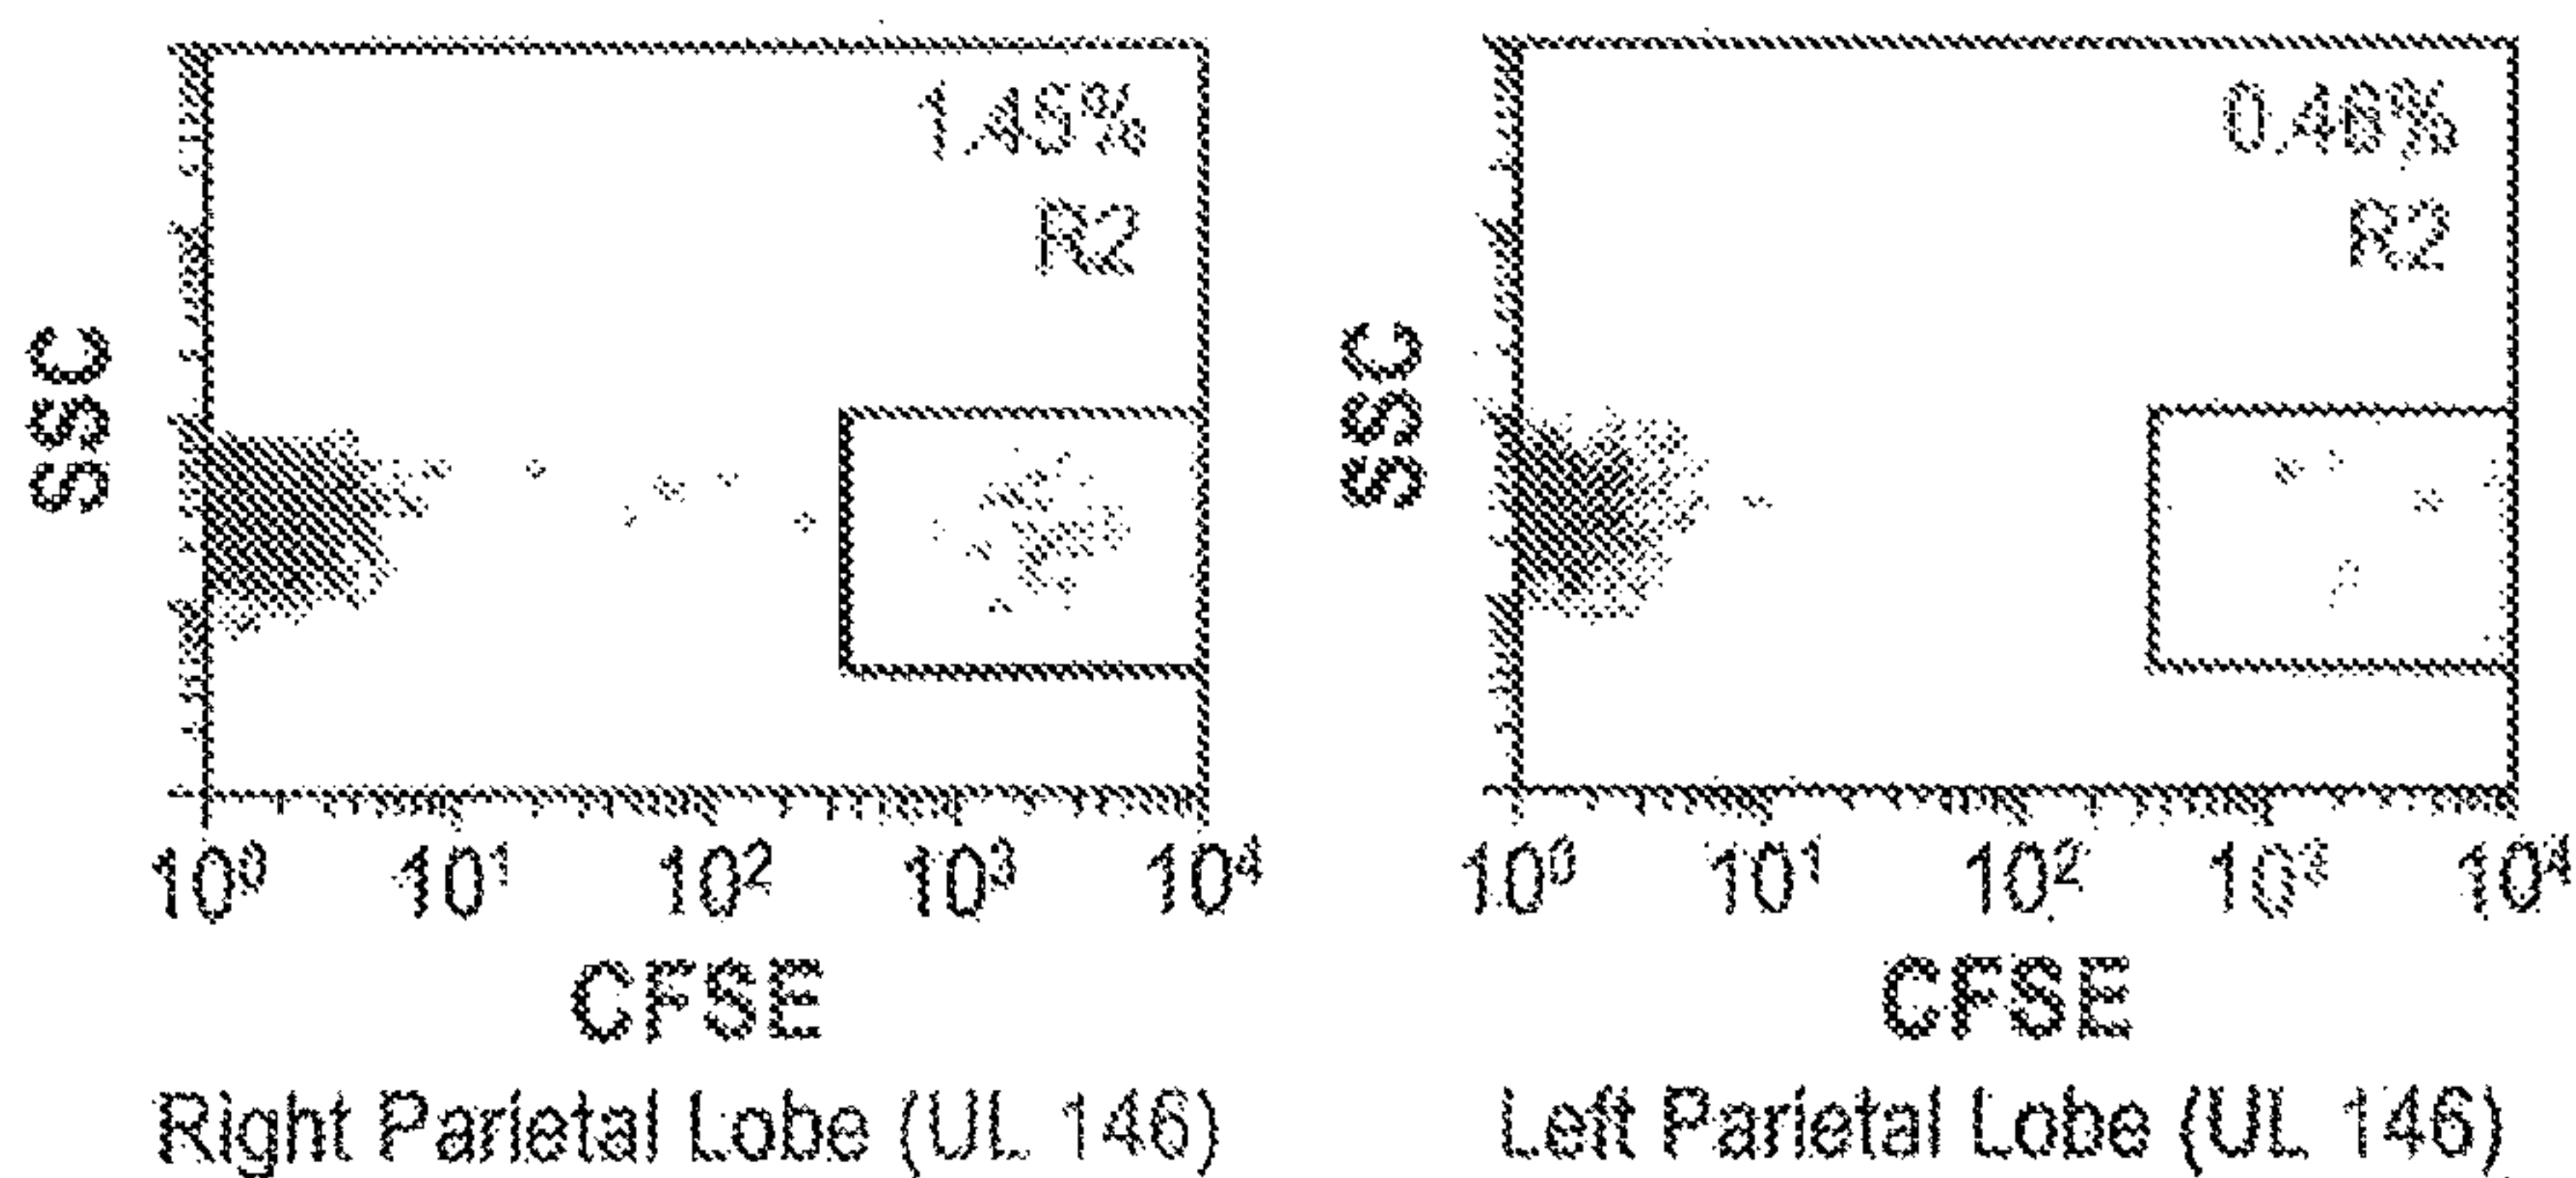 1.45%
R2
SSC
10⁰ 10¹ 10² 10³ 10⁴
CFSE
Right Parietal Lobe (UL 146)
0.46%
R2
SSC
10⁰ 10¹ 10² 10³ 10⁴
CFSE
Left Parietal Lobe (UL 146)